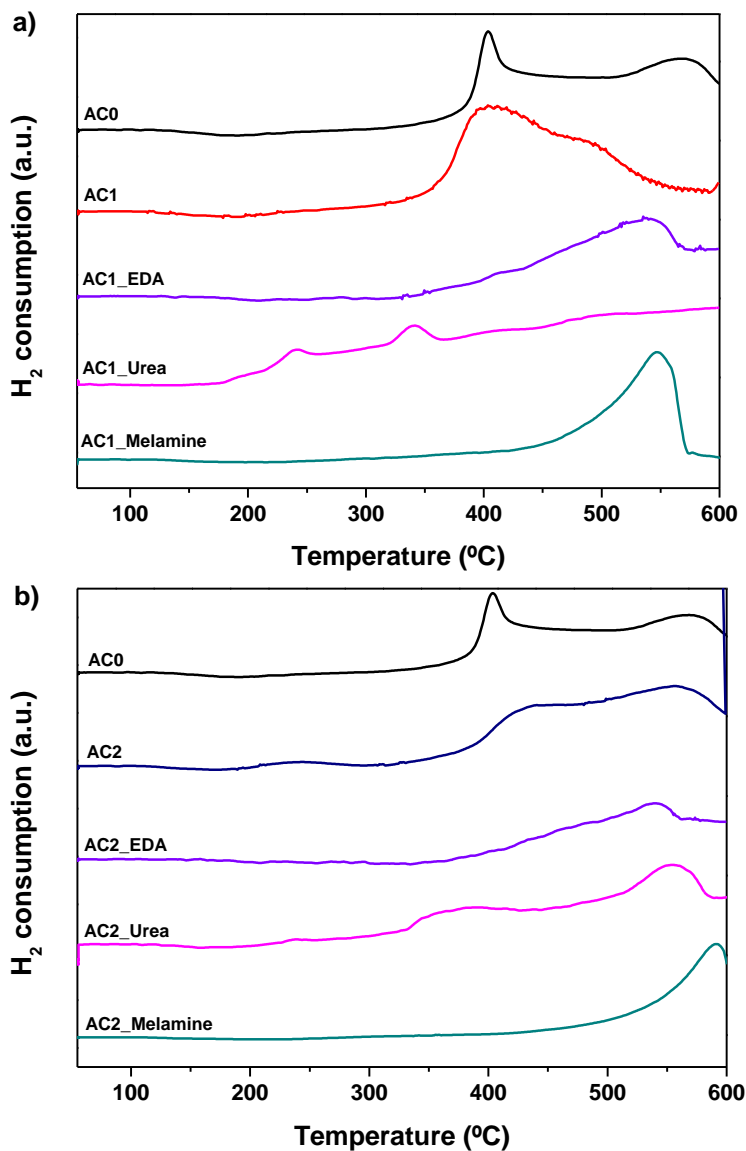 a)
AC0
AC1
AC1_EDA
AC1_Urea
AC1_Melamine
H2 consumption (a.u.)
100 200 300 400 500 600
Temperature (ºC)
b)
AC0
AC2
AC2_EDA
AC2_Urea
AC2_Melamine
H2 consumption (a.u.)
100 200 300 400 500 600
Temperature (ºC)